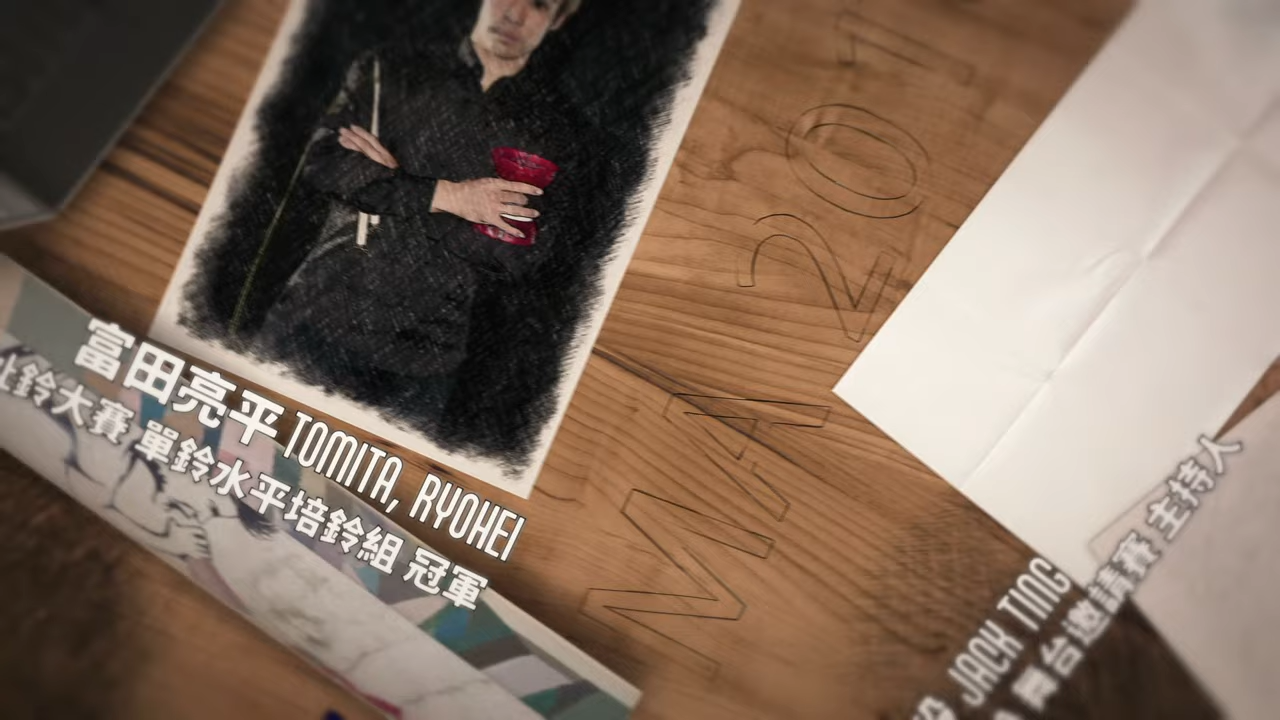 富田亮平 TOMITA, RYOHEI
鈴大賽 單鈴水平培鈴組 冠軍
MA 201
JACK TING
舞台邀請賽 主持人